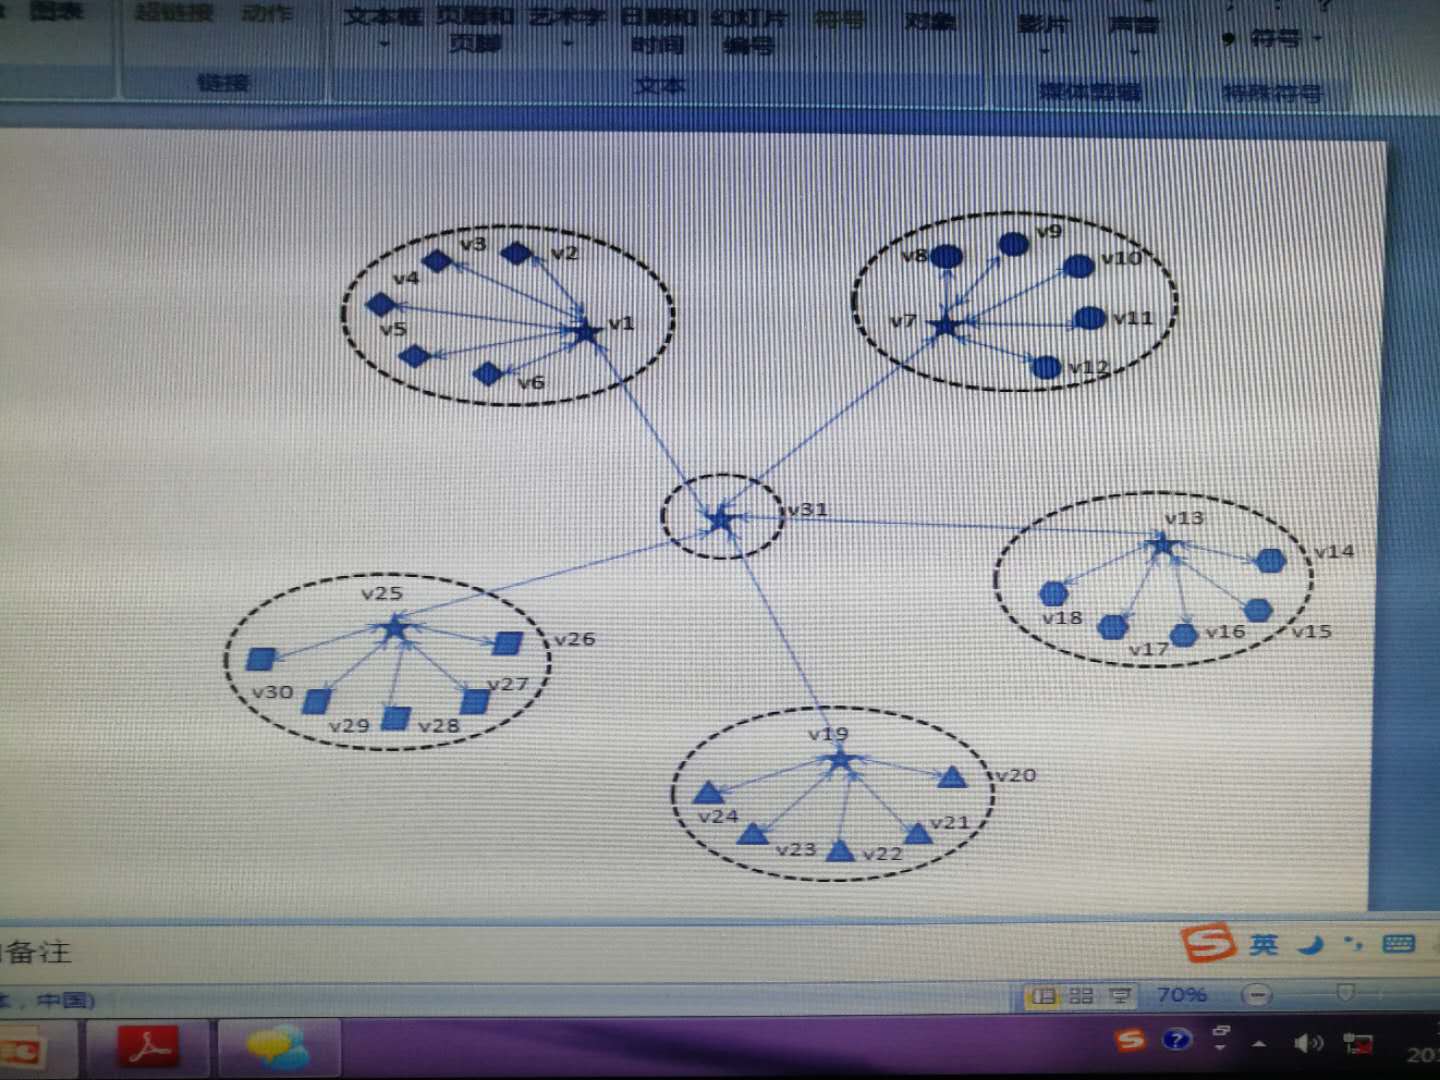 图表
超链接 动作
文本框 页眉和页脚 艺术字 日期和时间 幻灯片编号 符号 对象
影片 声音
符号
链接
文本
媒体剪辑
特殊符号
v3 v2
v4
v5
v1
v6
v9
v8 v10
v7 v11
v12
v31
v13
v14
v18 v16 v15
v17
v25
v26
v30 v27
v29 v28
v19
v20
v24 v21
v23 v22
备注
中国)
英
70%